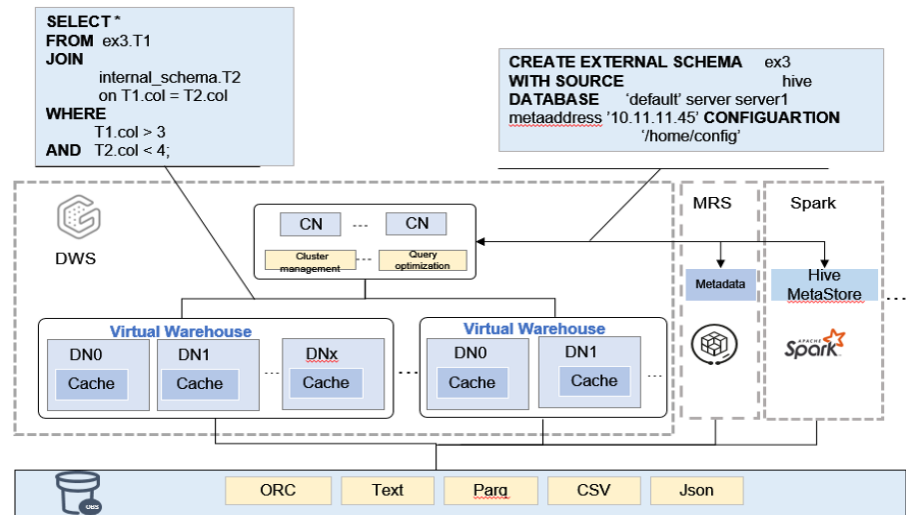 SELECT *
FROM ex3.T1
JOIN
internal_schema.T2
on T1.col = T2.col
WHERE
T1.col > 3
AND T2.col < 4;
CREATE EXTERNAL SCHEMA ex3
WITH SOURCE hive
DATABASE 'default' server server1
metaaddress '10.11.11.45' CONFIGUARTION
'/home/config'
DWS
CN --- CN
Cluster management --- Query optimization
MRS
Spark
Metadata
Hive
MetaStore
Virtual Warehouse
DN0
Cache
DN1
Cache
...
DNx
Cache
...
Virtual Warehouse
DN0
Cache
DN1
Cache
...
APACHE
Spark
...
OBS
ORC
Text
Parq
CSV
Json